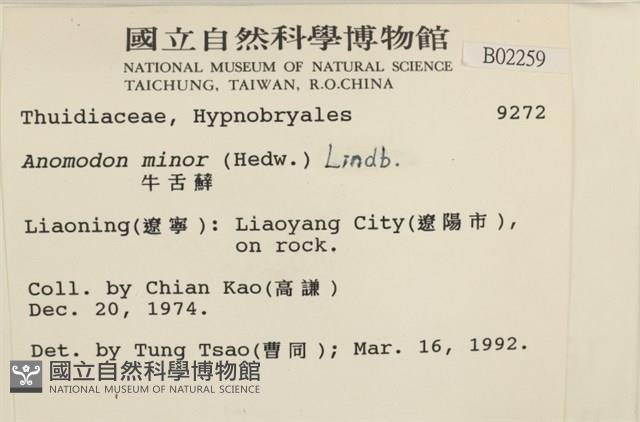 國立自然科學博物館
NATIONAL MUSEUM OF NATURAL SCIENCE
TAICHUNG, TAIWAN, R.O.CHINA
B02259
Thuidiaceae, Hypnobryales 9272
Anomodon minor (Hedw.) Lindb.
牛舌蘚
Liaoning(遼寧): Liaoyang City(遼陽市),
on rock.
Coll. by Chian Kao(高謙)
Dec. 20, 1974.
Det. by Tung Tsao(曹同); Mar. 16, 1992.
國立自然科學博物館
NATIONAL MUSEUM OF NATURAL SCIENCE